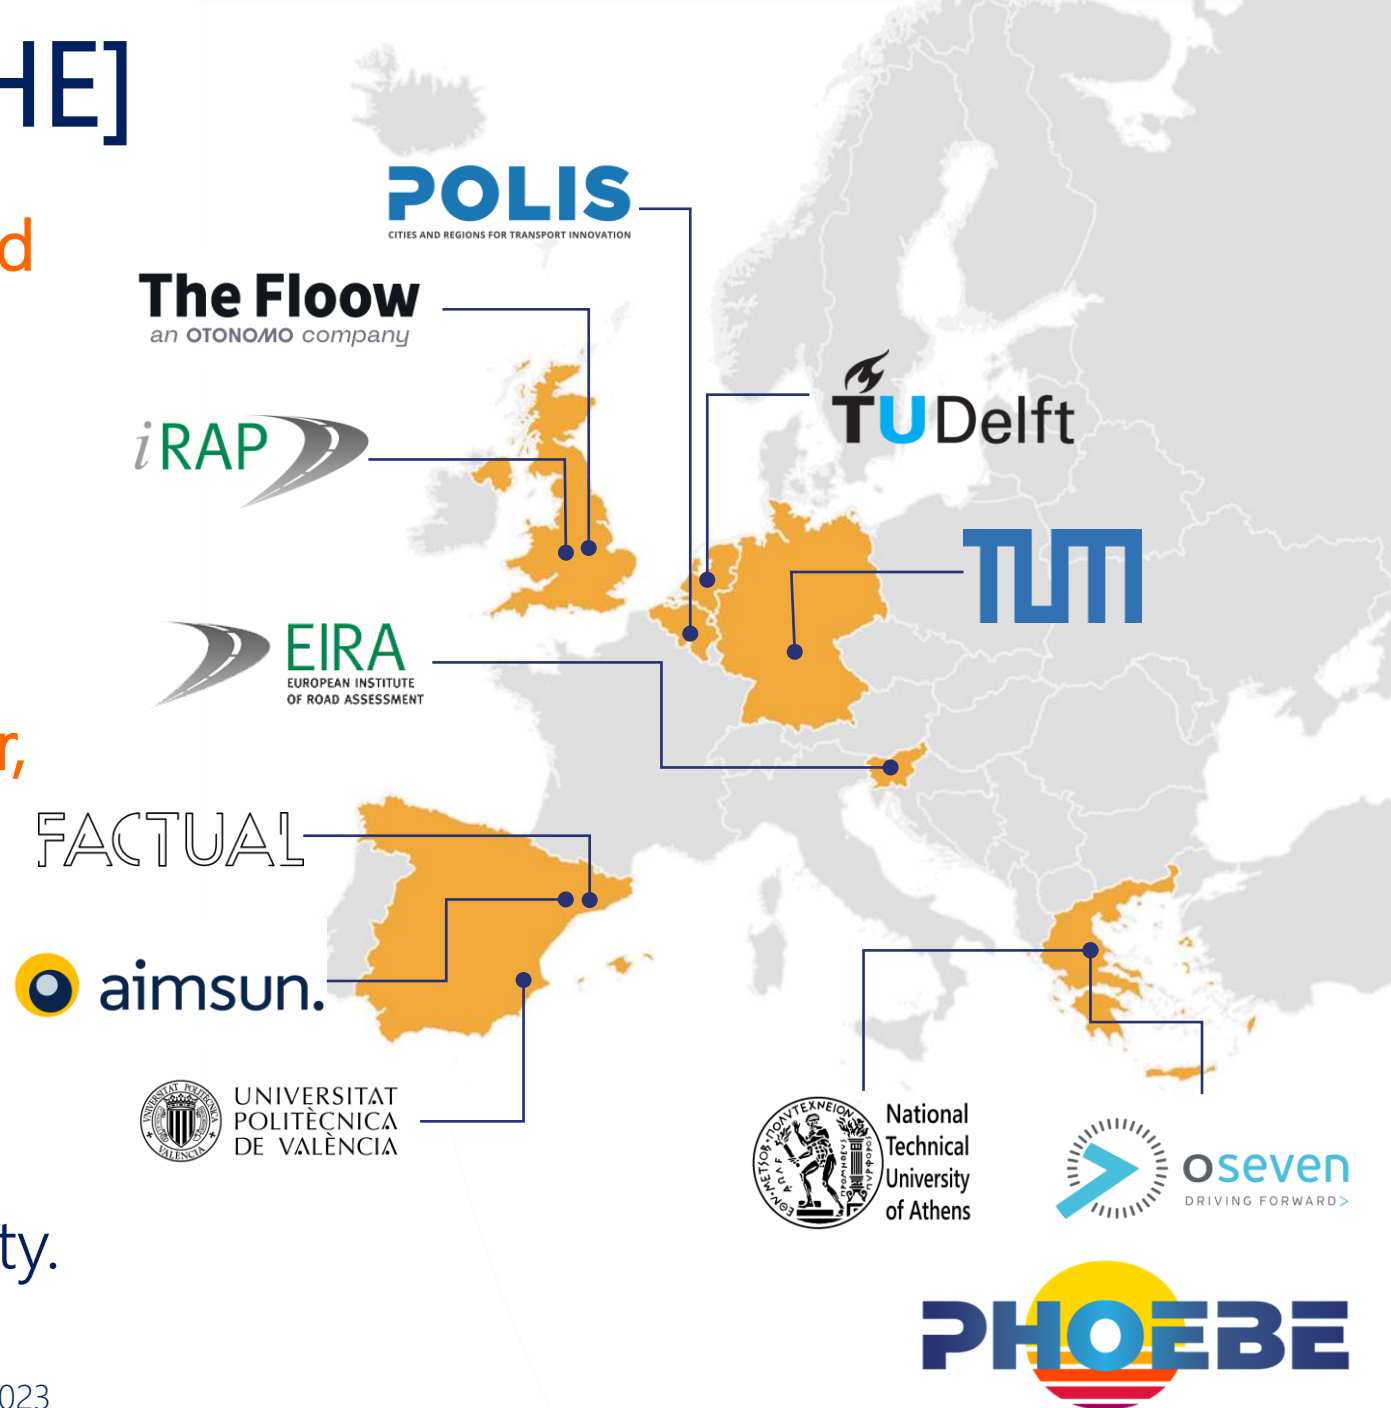 HE]
d
POLIS
CITIES AND REGIONS FOR TRANSPORT INNOVATION
The Floow
an OTONOMO company
TU Delft
iRAP
TUM
EIRA
EUROPEAN INSTITUTE
OF ROAD ASSESSMENT
r,
FACTUAL
aimsun.
UNIVERSITAT
POLITÈCNICA
DE VALÈNCIA
National
Technical
University
of Athens
oseven
DRIVING FORWARD>
ty.
PHOEBE
023